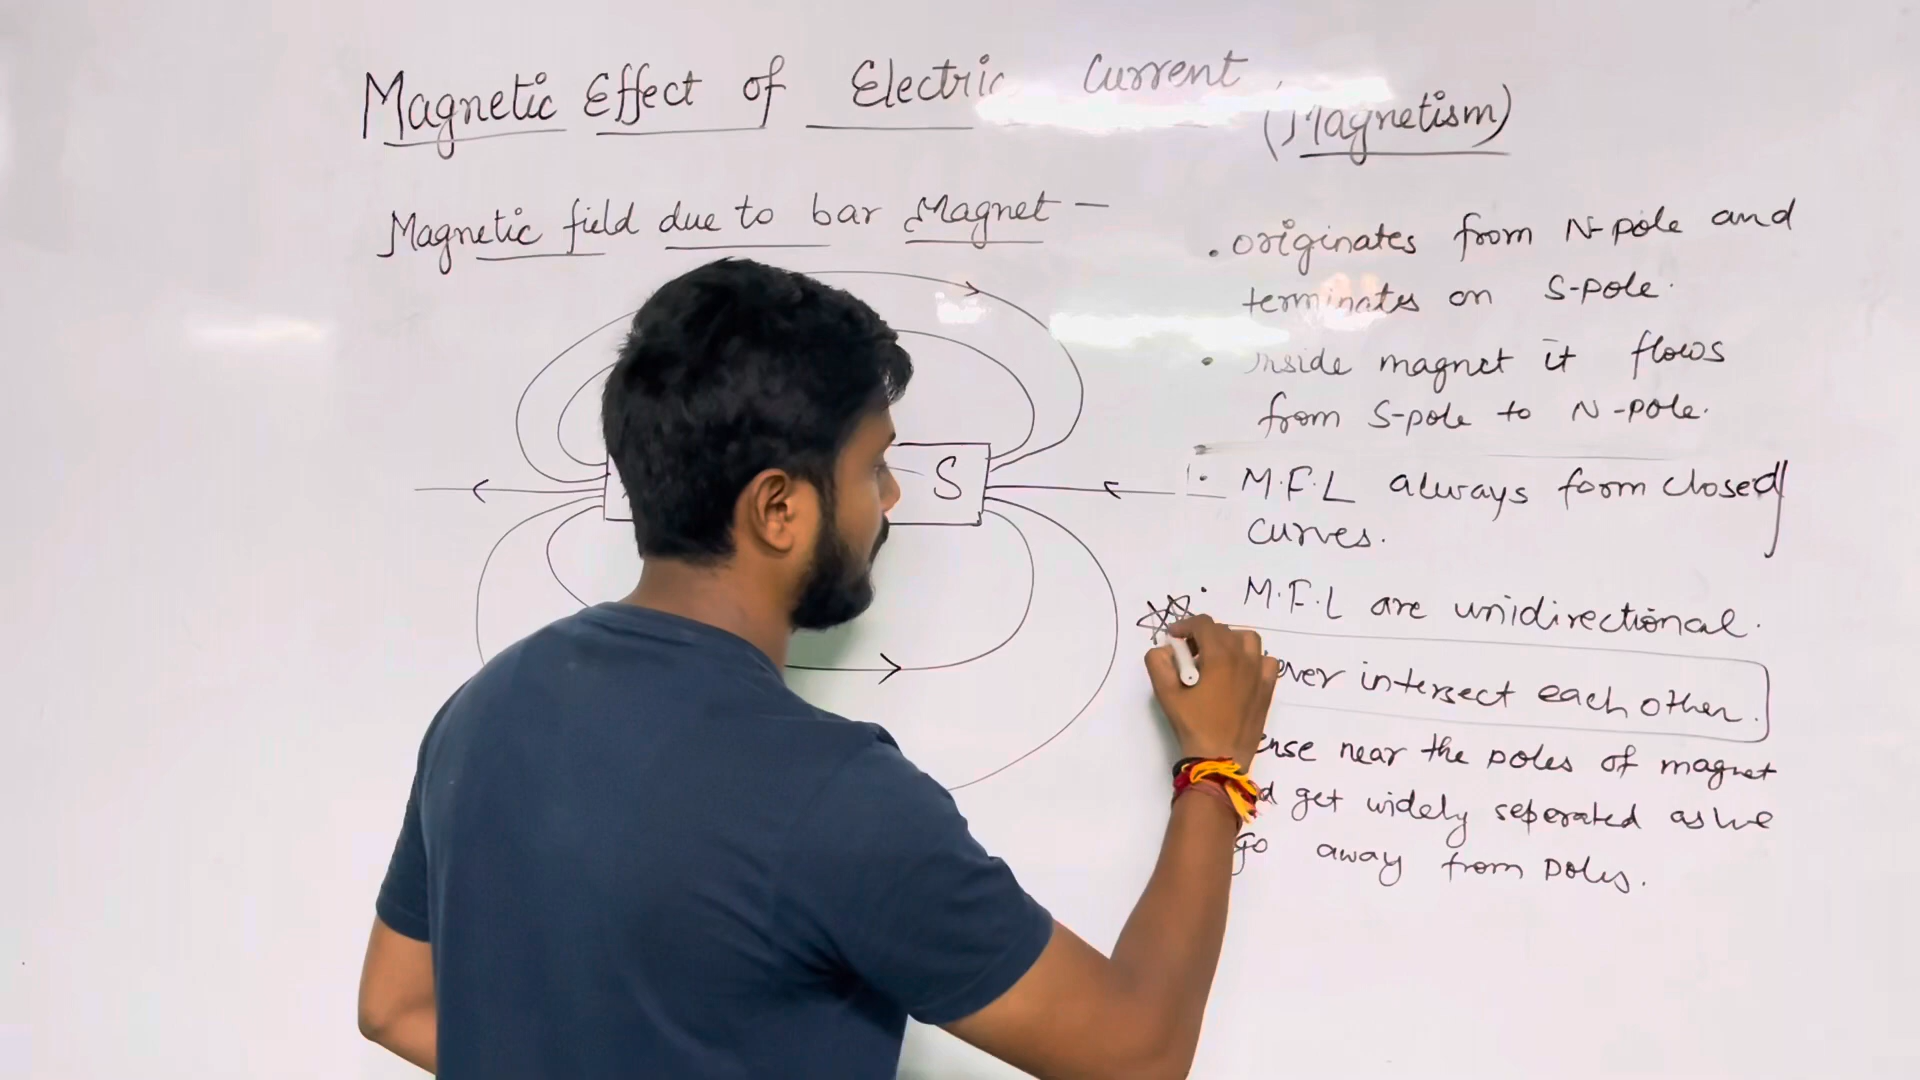 Magnetic Effect of Electric Current
(Magnetism)
Magnetic field due to bar Magnet -
S
. originates from N-pole and
terminates on S-pole.
. inside magnet it flows
from S-pole to N-pole.
. M.F.L always form closed
curves.
. M.F.L are unidirectional.
intersect each other.
near the poles of magnet
get widely seperated as we
go away from poles.